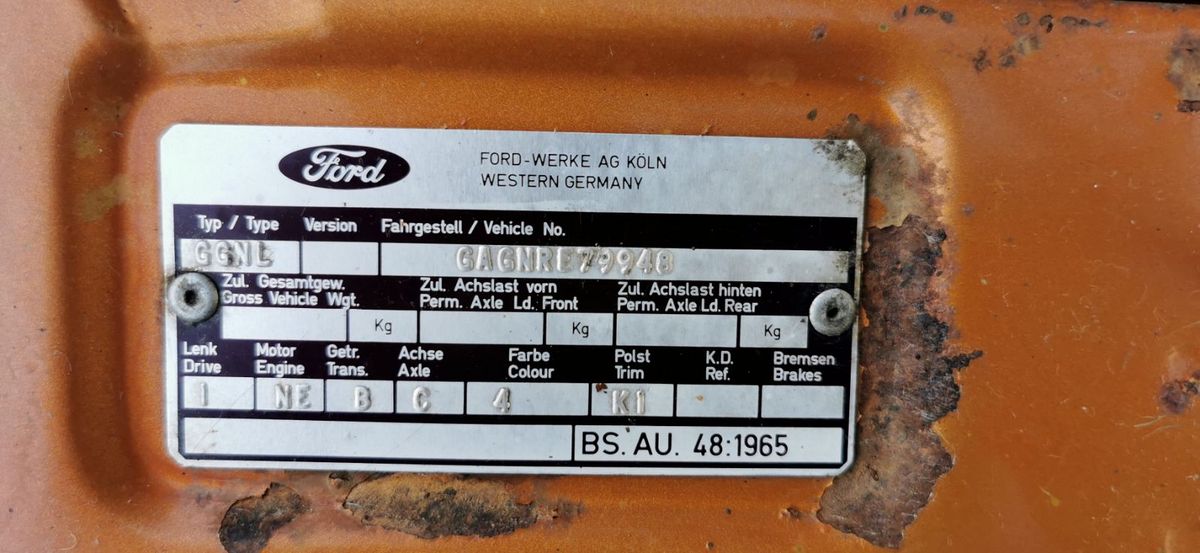 Ford
FORD-WERKE AG KÖLN
WESTERN GERMANY
Typ / Type Version Fahrgestell / Vehicle No.
GGNL GAGNRE79948
Zul. Gesamtgew. Zul. Achslast vorn Zul. Achslast hinten
Gross Vehicle Wgt. Perm. Axle Ld. Front Perm. Axle Ld. Rear
Kg Kg Kg
Lenk Motor Getr. Achse Farbe Polst K.D. Bremsen
Drive Engine Trans. Axle Colour Trim Ref. Brakes
1 NE B C 4 K1
BS. AU. 48:1965